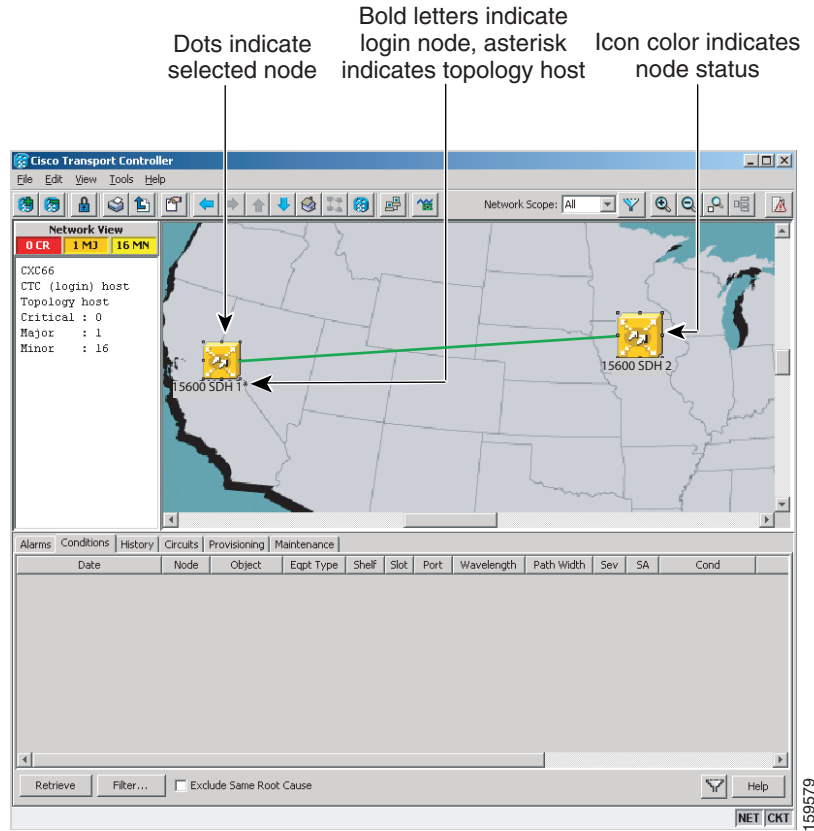 Bold letters indicate
login node, asterisk
indicates topology host
Dots indicate
selected node
Icon color indicates
node status
Cisco Transport Controller
File Edit View Tools Help
Network Scope: All
Network View
0 CR 1 MJ 16 MN
CXC66
CTC (login) host
Topology host
Critical : 0
Major : 1
Minor : 16
15600 SDH 1*
15600 SDH 2
Alarms Conditions History Circuits Provisioning Maintenance
Date Node Object Eqpt Type Shelf Slot Port Wavelength Path Width Sev SA Cond
Retrieve Filter... Exclude Same Root Cause Help
NET CKT
159579